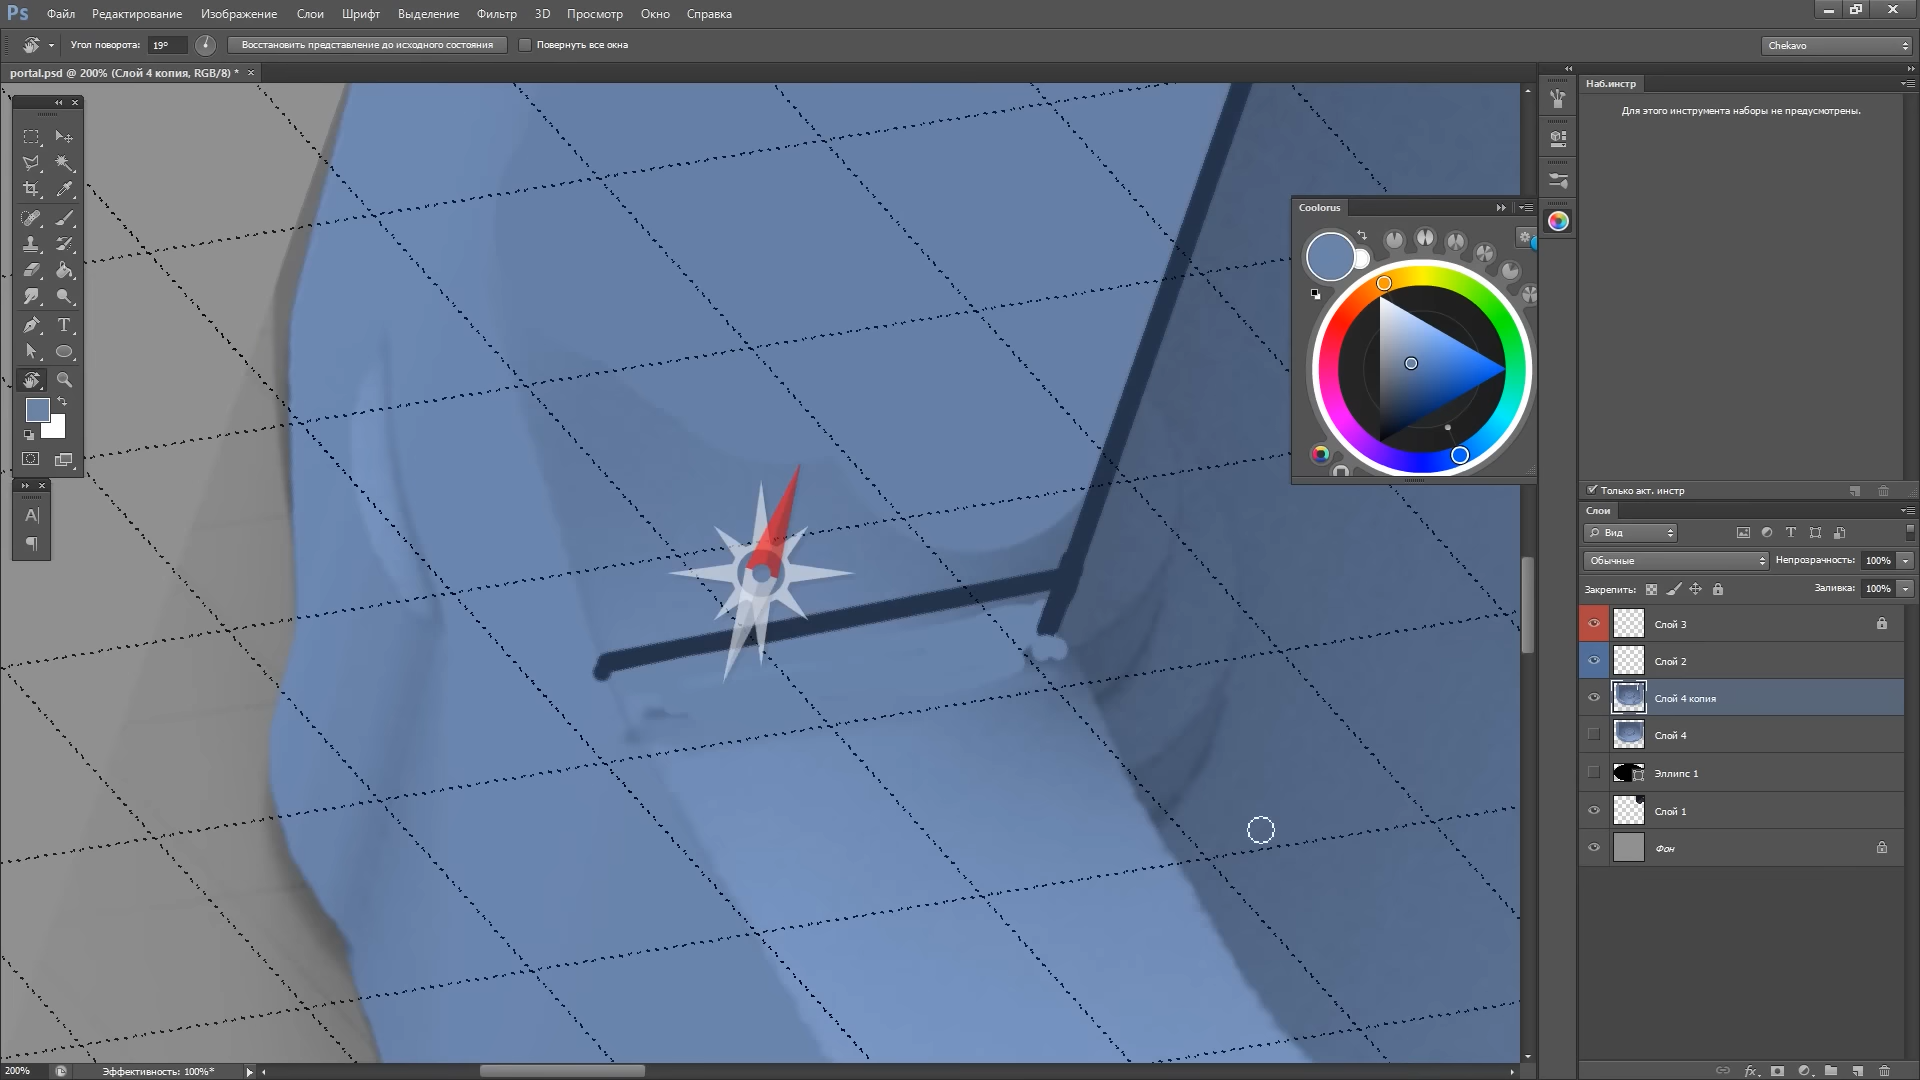 Ps Файл Редактирование Изображение Слои Шрифт Выделение Фильтр 3D Просмотр Окно Справка
Угол поворота: 19° Восстановить представление до исходного состояния Повернуть все окна Chekavo
portal.psd @ 200% (Слой 4 копия, RGB/8) *
Наб.инстр
Для этого инструмента наборы не предусмотрены.
Coolorus
Только акт. инстр
Слои
Вид
Обычные Непрозрачность: 100%
Закрепить: Заливка: 100%
Слой 3
Слой 2
Слой 4 копия
Слой 4
Эллипс 1
Слой 1
Фон
200% Эффективность: 100%*